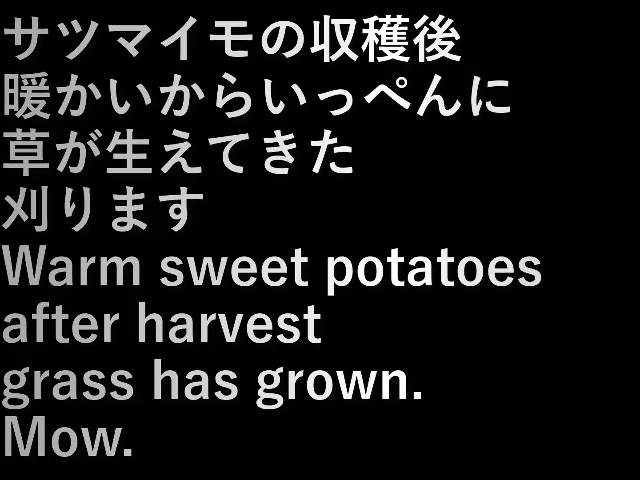 サツマイモの収穫後
暖かいからいっぺんに
草が生えてきた
刈ります
Warm sweet potatoes
after harvest
grass has grown.
Mow.